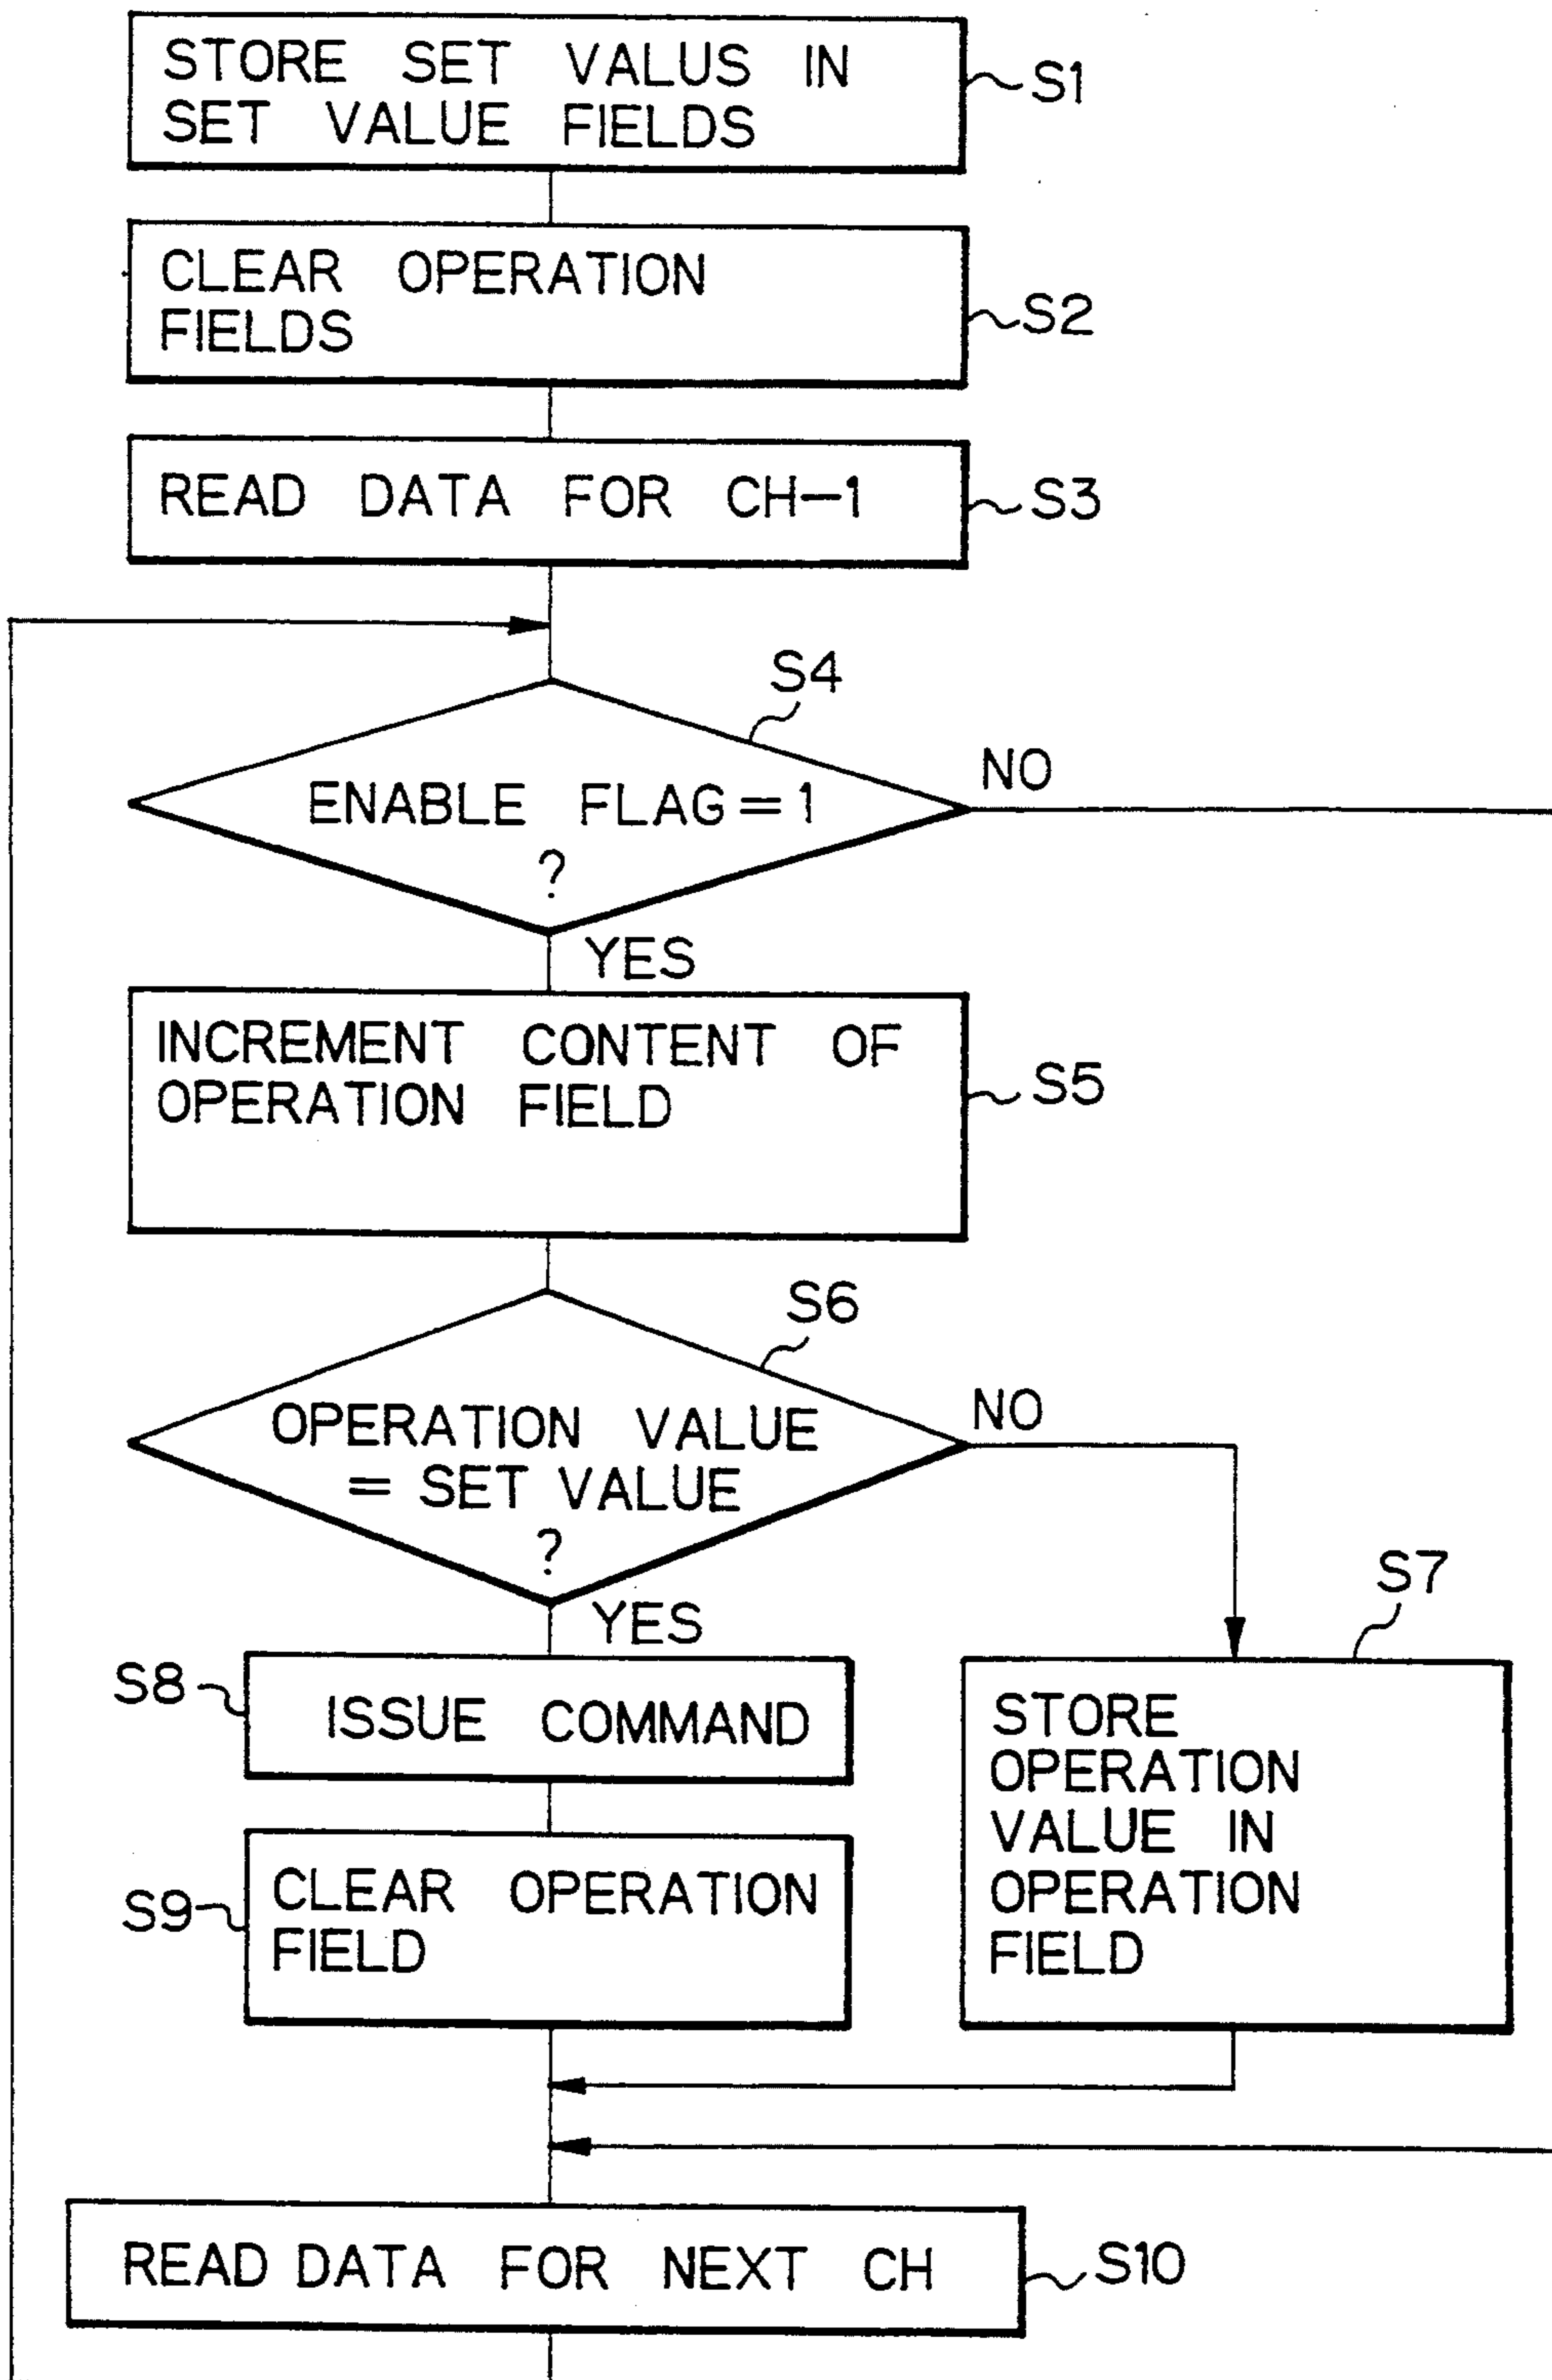 STORE SET VALUS IN
SET VALUE FIELDS
S1
CLEAR OPERATION
FIELDS
S2
READ DATA FOR CH-1
S3
S4
ENABLE FLAG=1
?
NO
YES
INCREMENT CONTENT OF
OPERATION FIELD
S5
S6
OPERATION VALUE
= SET VALUE
?
NO
YES
S7
S8
ISSUE COMMAND
STORE
OPERATION
VALUE IN
OPERATION
FIELD
S9
CLEAR OPERATION
FIELD
READ DATA FOR NEXT CH
S10